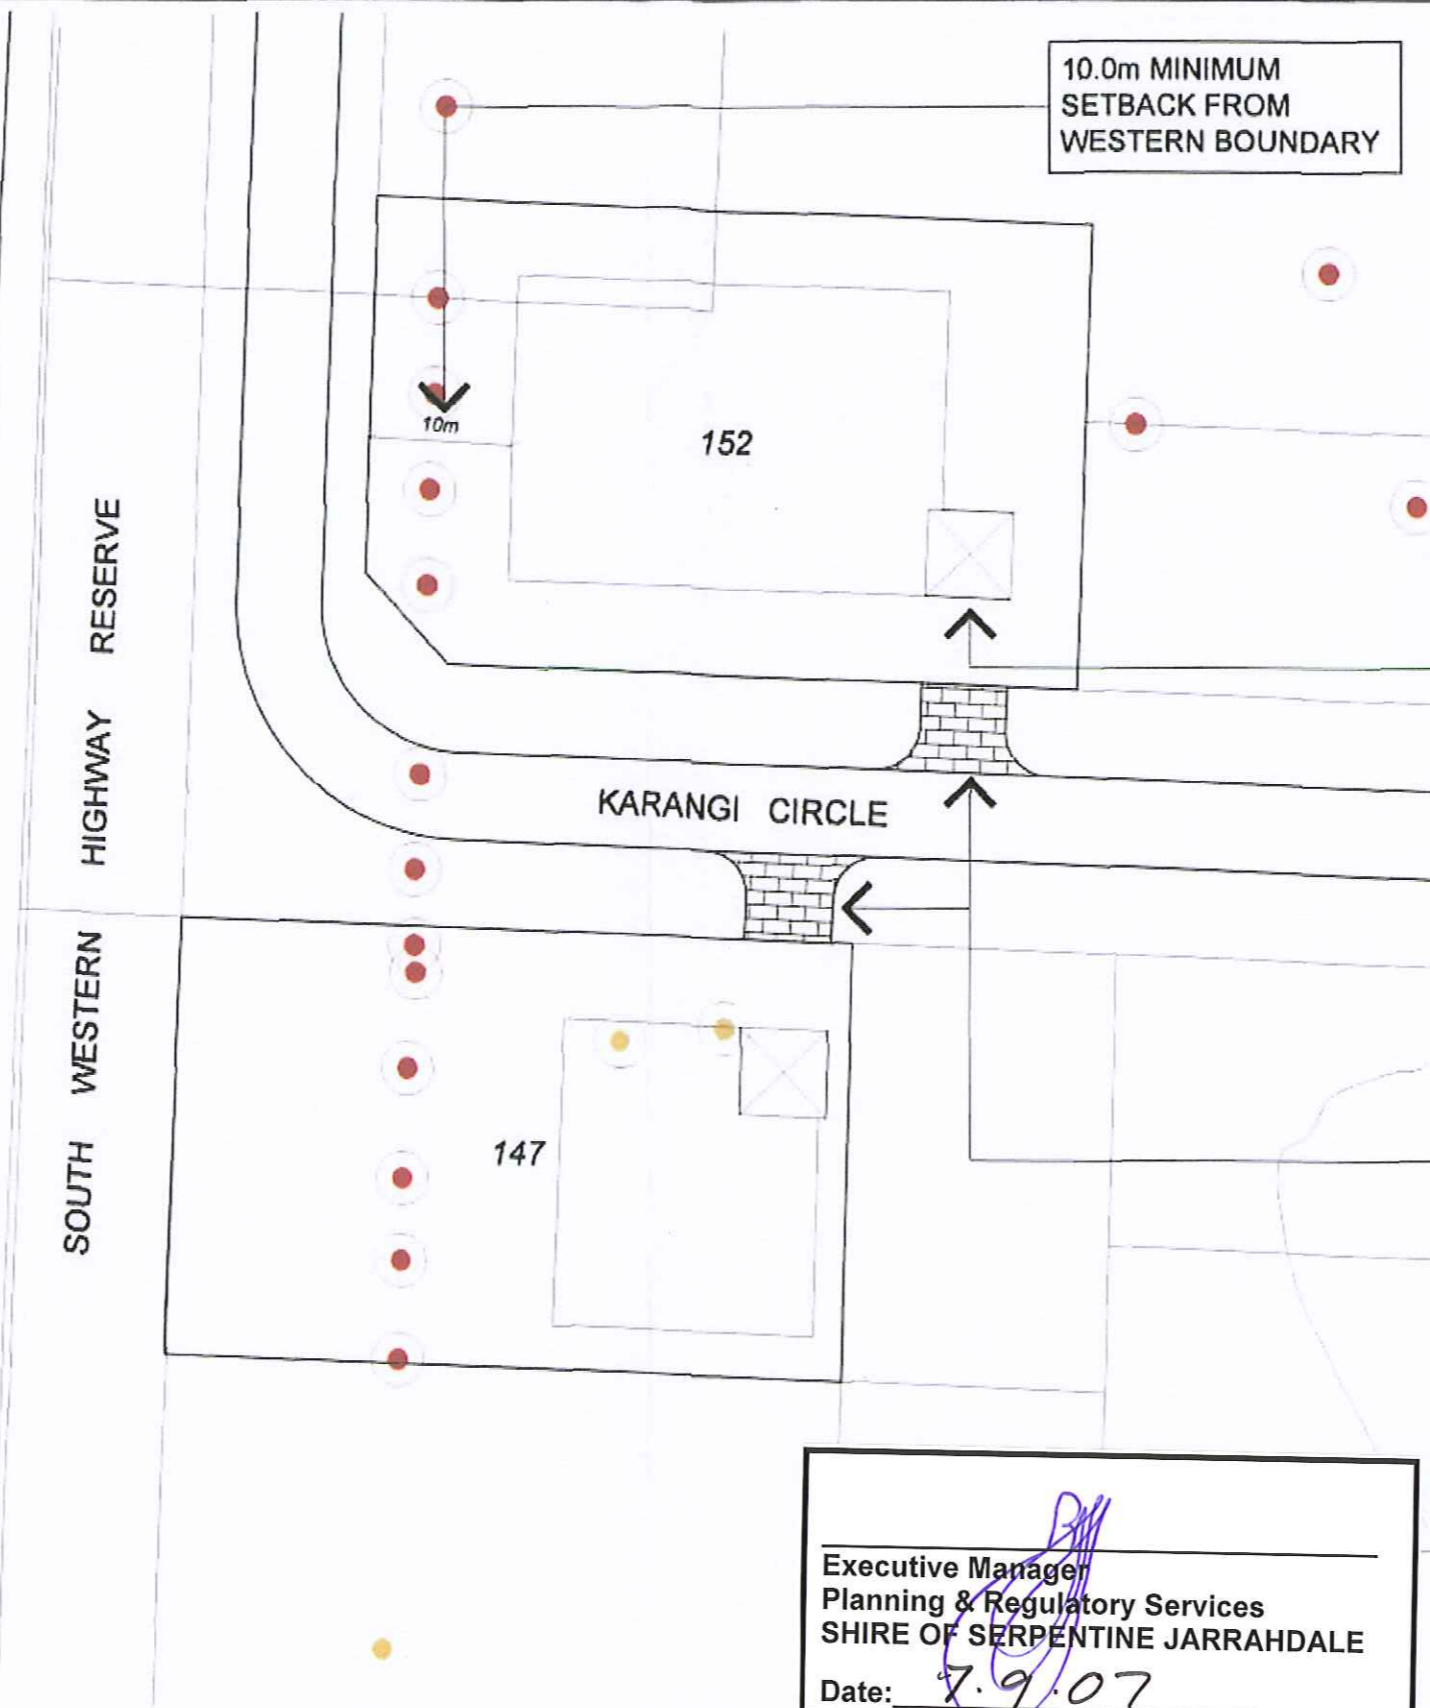 10.0m MINIMUM
SETBACK FROM
WESTERN BOUNDARY
10m
152
SOUTH WESTERN HIGHWAY RESERVE
KARANGI CIRCLE
147
Executive Manager
Planning & Regulatory Services
SHIRE OF SERPENTINE JARRAHDALE
Date: 7.9.07